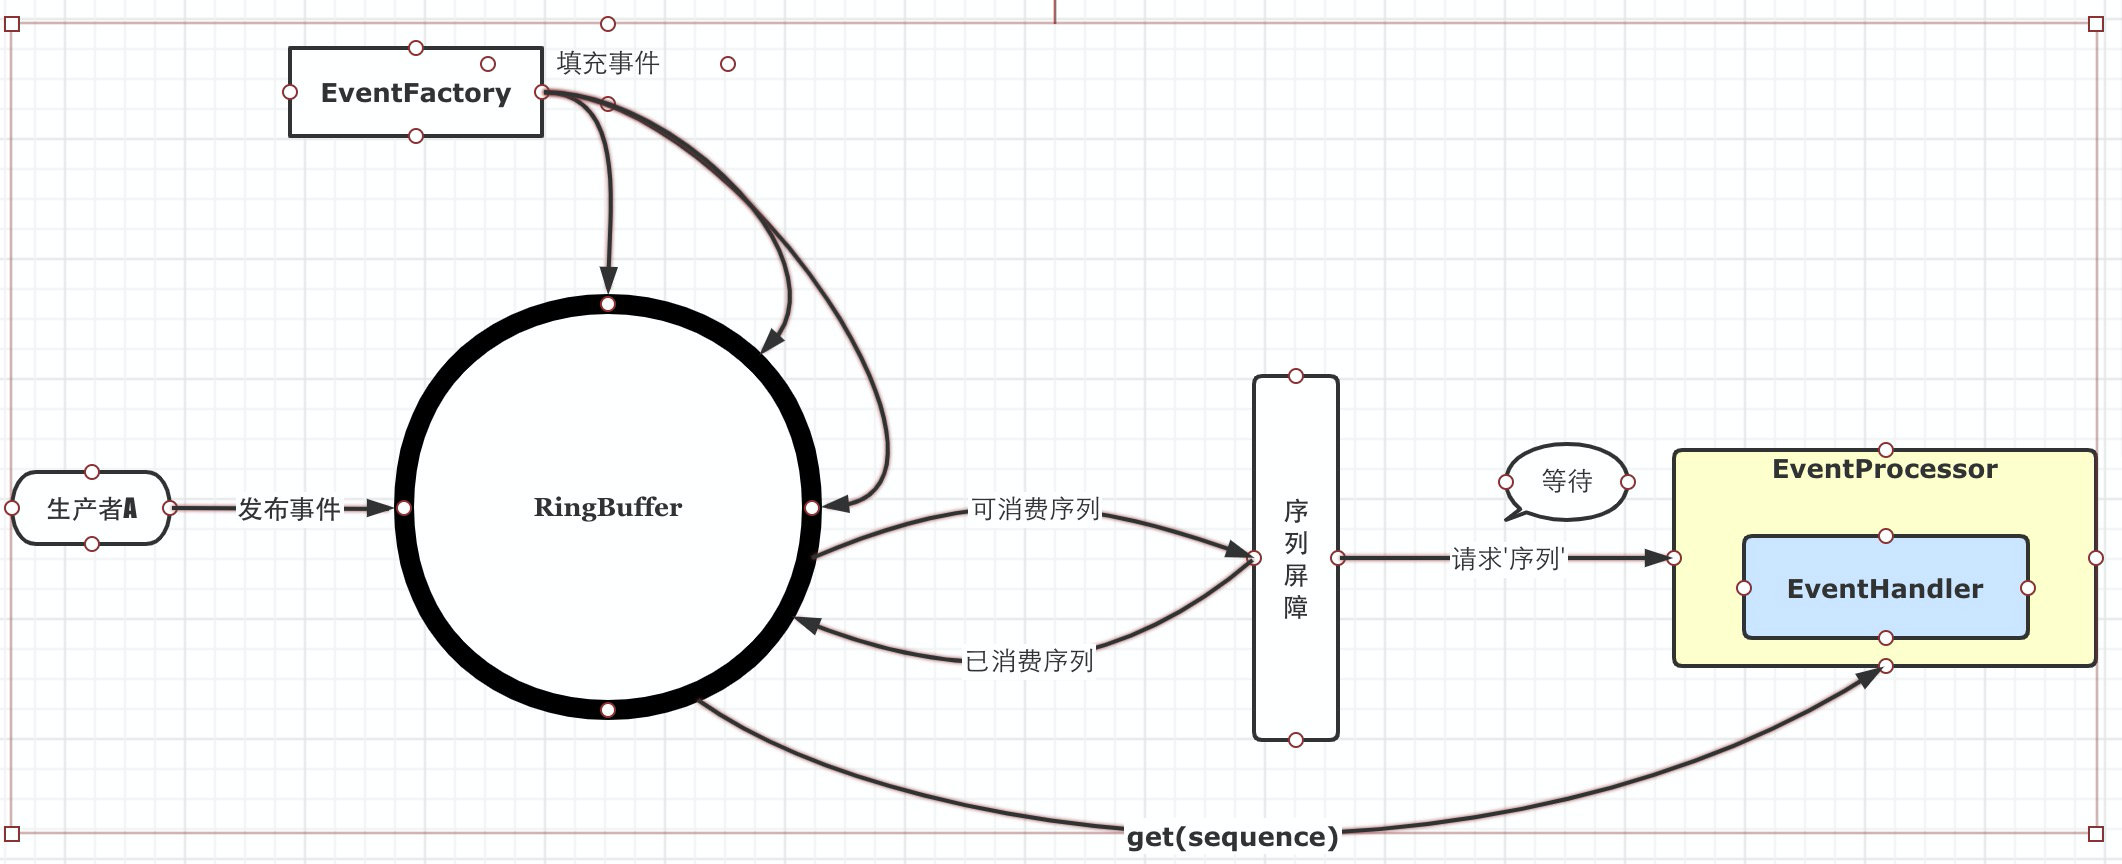 填充事件
EventFactory
生产者A
发布事件
RingBuffer
可消费序列
已消费序列
序
列
屏
障
等待
请求'序列'
EventProcessor
EventHandler
get(sequence)